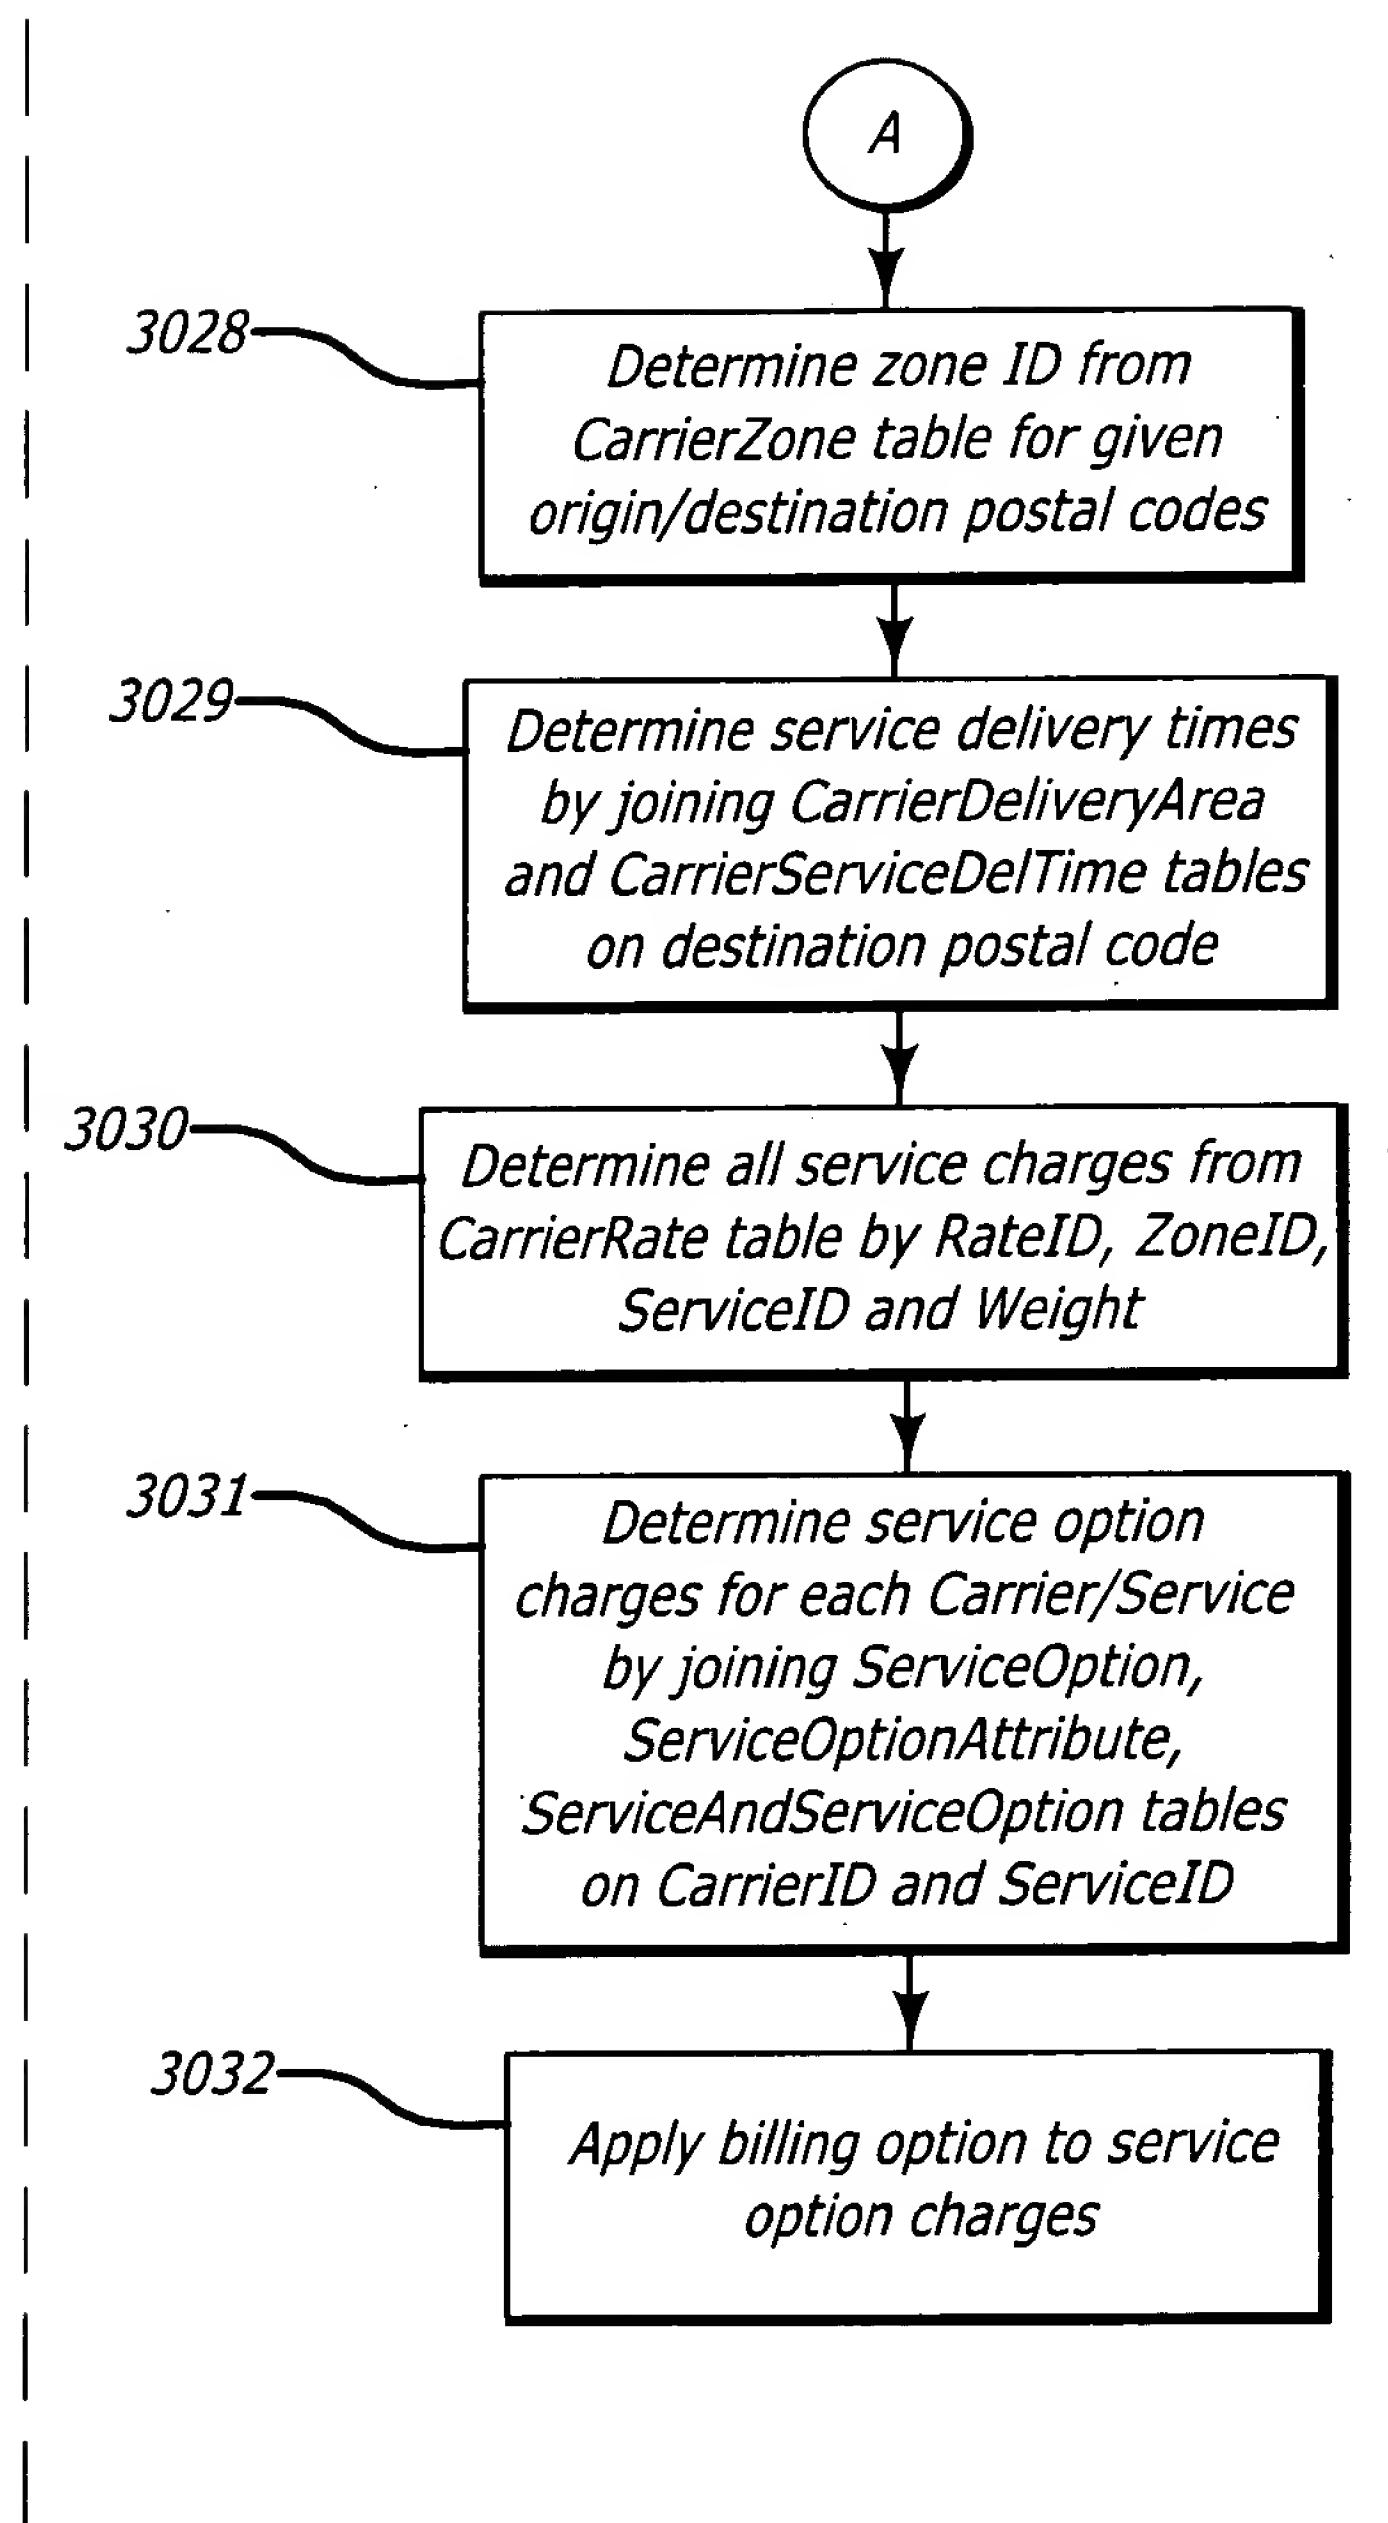 A
3028
Determine zone ID from
CarrierZone table for given
origin/destination postal codes
3029
Determine service delivery times
by joining CarrierDeliveryArea
and CarrierServiceDelTime tables
on destination postal code
3030
Determine all service charges from
CarrierRate table by RateID, ZoneID,
ServiceID and Weight
3031
Determine service option
charges for each Carrier/Service
by joining ServiceOption,
ServiceOptionAttribute,
ServiceAndServiceOption tables
on CarrierID and ServiceID
3032
Apply billing option to service
option charges